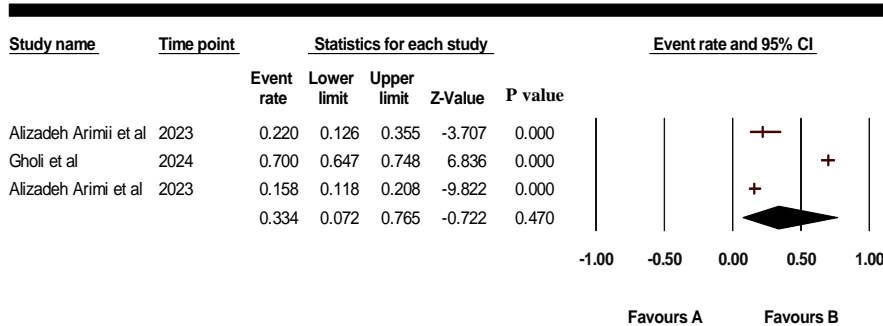 Study name Time point Statistics for each study Event rate and 95% CI
Event rate Lower limit Upper limit Z-Value P value
Alizadeh Arimii et al 2023 0.220 0.126 0.355 -3.707 0.000
Gholi et al 2024 0.700 0.647 0.748 6.836 0.000
Alizadeh Arimi et al 2023 0.158 0.118 0.208 -9.822 0.000
0.334 0.072 0.765 -0.722 0.470
-1.00 -0.50 0.00 0.50 1.00
Favours A Favours B